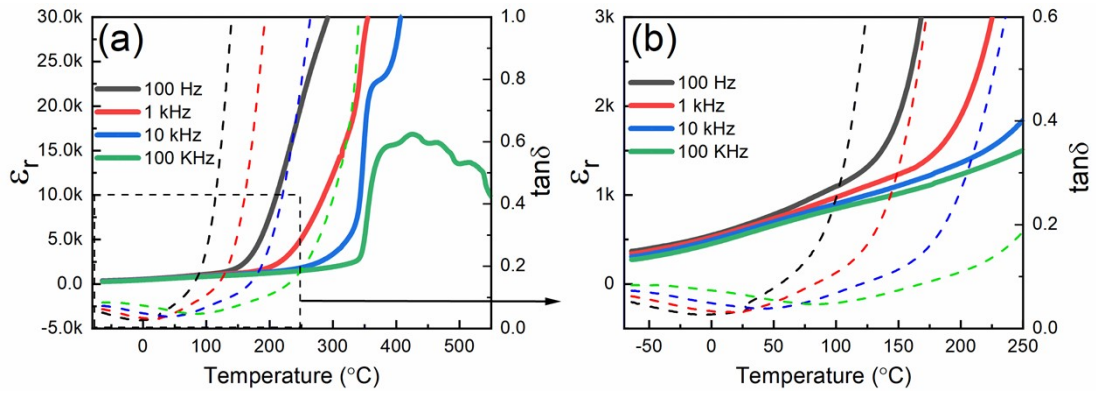 (a)
30.0k
25.0k
20.0k
15.0k
10.0k
5.0k
0.0
-5.0k
εr
100 Hz
1 kHz
10 kHz
100 KHz
1.0
0.8
0.6
0.4
0.2
0.0
tanδ
0 100 200 300 400 500
Temperature (°C)
(b)
3k
2k
1k
0
εr
100 Hz
1 kHz
10 kHz
100 KHz
0.6
0.4
0.2
0.0
tanδ
-50 0 50 100 150 200 250
Temperature (°C)